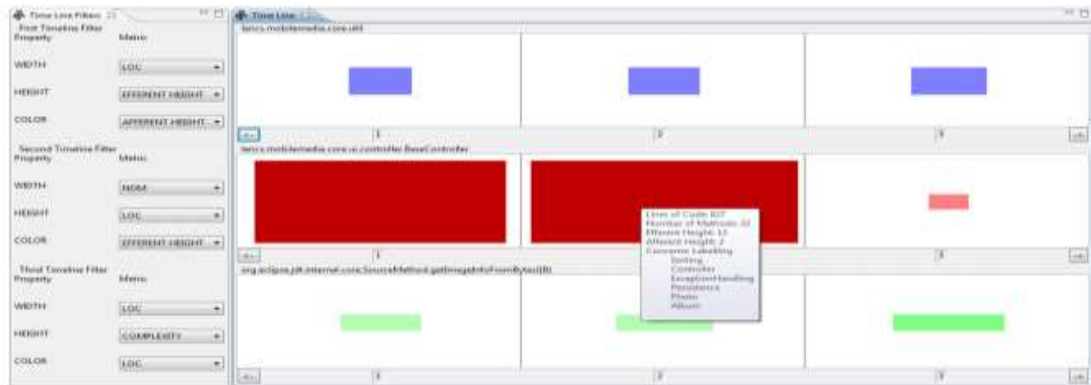 Time Line Filters
First Timeline Filter
Property Metric
WIDTH LOC
HEIGHT EFFERENT HEIGHT
COLOR AFFERENT HEIGHT
Second Timeline Filter
Property Metric
WIDTH NOM
HEIGHT LOC
COLOR EFFERENT HEIGHT
Third Timeline Filter
Property Metric
WIDTH LOC
HEIGHT COMPLEXITY
COLOR LOC
Time Line
lancs.mobilemedia.core.util
1 2 3
lancs.mobilemedia.core.ui.controller.BaseController
Lines of Code: 827
Number of Methods:
Efferent Height:
Afferent Height: 2
Concerns Labelling
Sorting
Controller
ExceptionHandling
Persistence
Photo
Album
1 3
org.eclipse.jdt.internal.core.SourceMethod.getImageInfoFromBytes
1 2 3